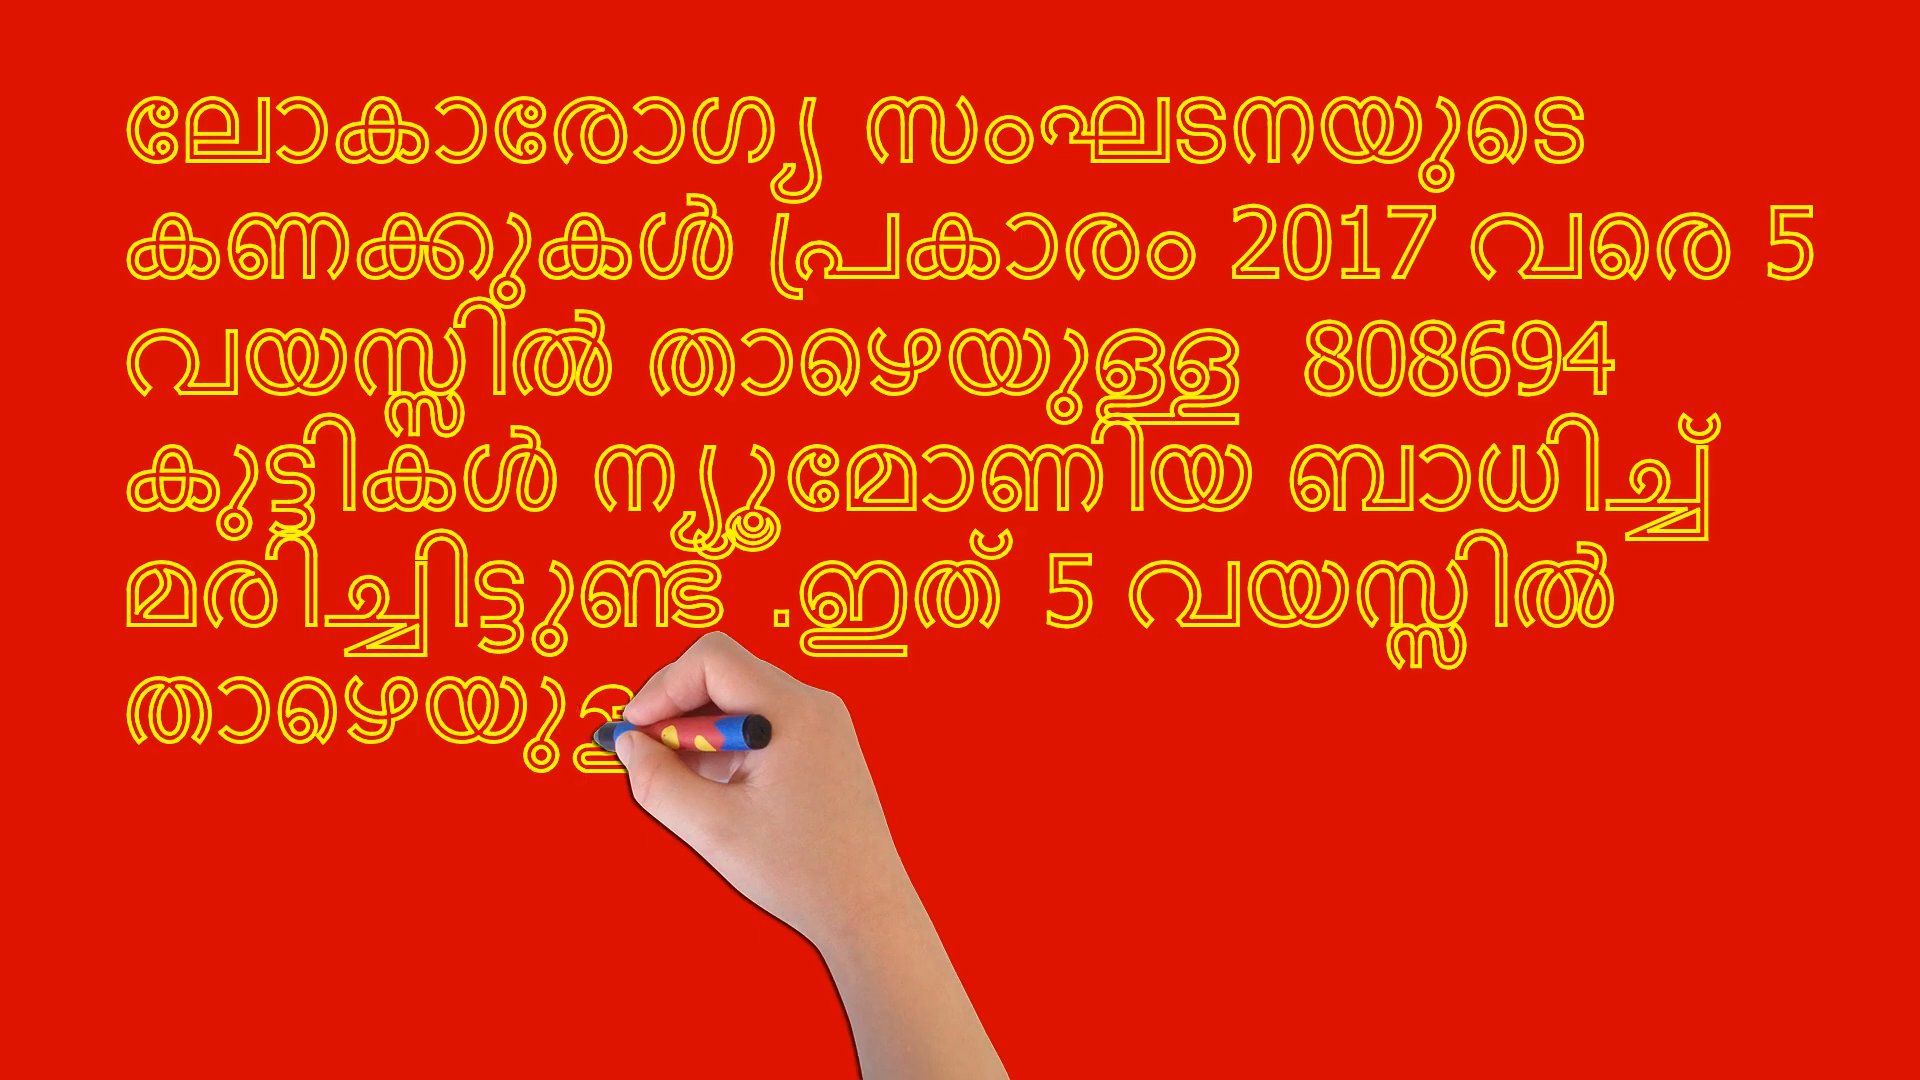 ലോകാരോഗ്യ സംഘടനയുടെ
കണക്കുകൾ പ്രകാരം 2017 വരെ 5
വയസ്സിൽ താഴെയുള്ള 808694
കുട്ടികൾ ന്യൂമോണിയ ബാധിച്ച്
മരിച്ചിട്ടുണ്ട് .ഇത് 5 വയസ്സിൽ